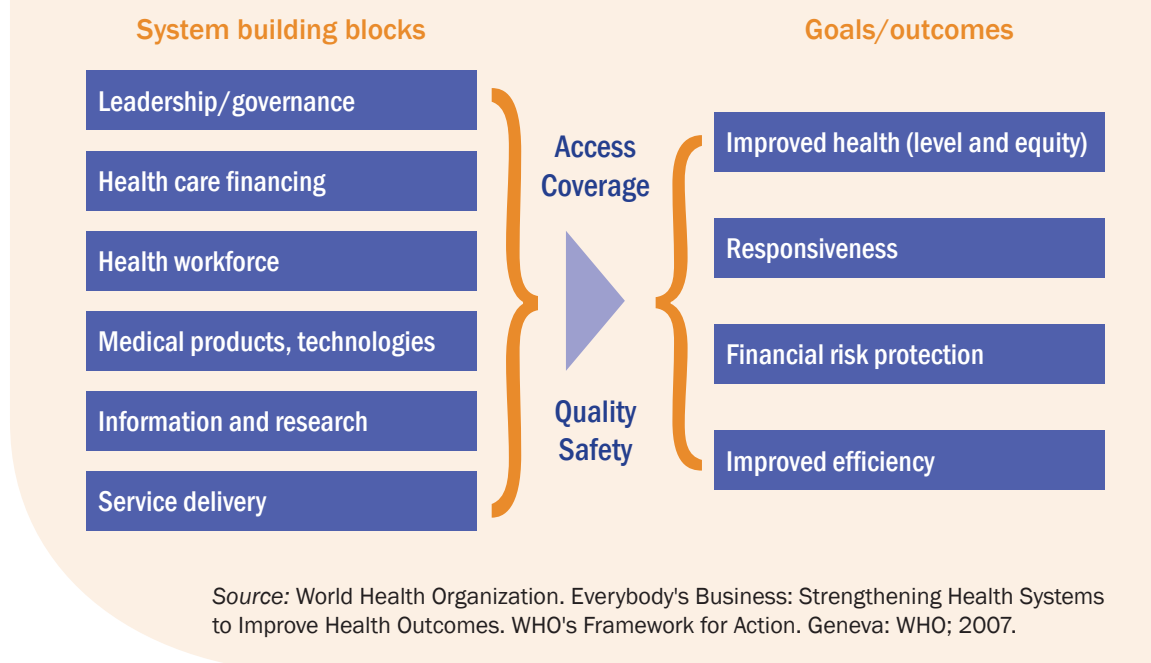 System building blocks
Leadership/governance
Health care financing
Health workforce
Medical products, technologies
Information and research
Service delivery
Access
Coverage
Quality
Safety
Goals/outcomes
Improved health (level and equity)
Responsiveness
Financial risk protection
Improved efficiency
Source: World Health Organization. Everybody's Business: Strengthening Health Systems
to Improve Health Outcomes. WHO's Framework for Action. Geneva: WHO; 2007.